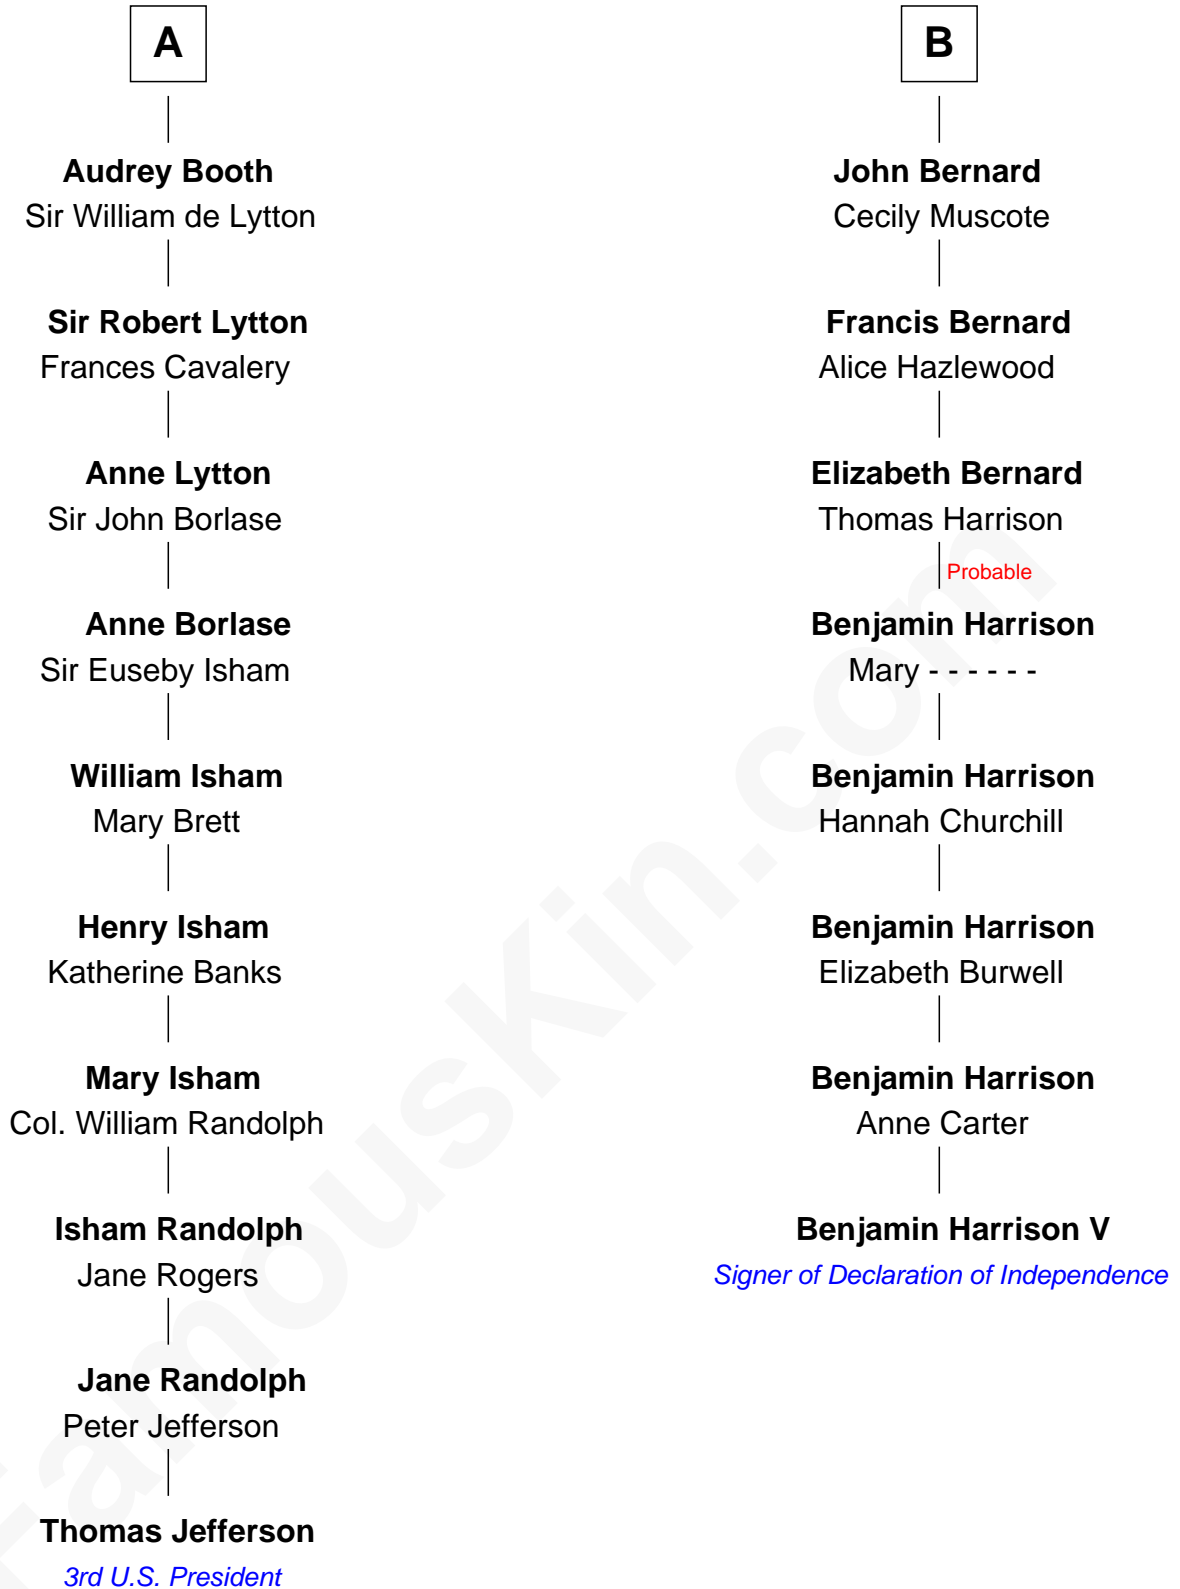 A
Audrey Booth
Sir William de Lytton
Sir Robert Lytton
Frances Cavalery
Anne Lytton
Sir John Borlase
Anne Borlase
Sir Euseby Isham
William Isham
Mary Brett
Henry Isham
Katherine Banks
Mary Isham
Col. William Randolph
Isham Randolph
Jane Rogers
Jane Randolph
Peter Jefferson
Thomas Jefferson
3rd U.S. President
B
John Bernard
Cecily Muscote
Francis Bernard
Alice Hazlewood
Elizabeth Bernard
Thomas Harrison
Probable
Benjamin Harrison
Mary - - - - - -
Benjamin Harrison
Hannah Churchill
Benjamin Harrison
Elizabeth Burwell
Benjamin Harrison
Anne Carter
Benjamin Harrison V
Signer of Declaration of Independence
FamousKin.com